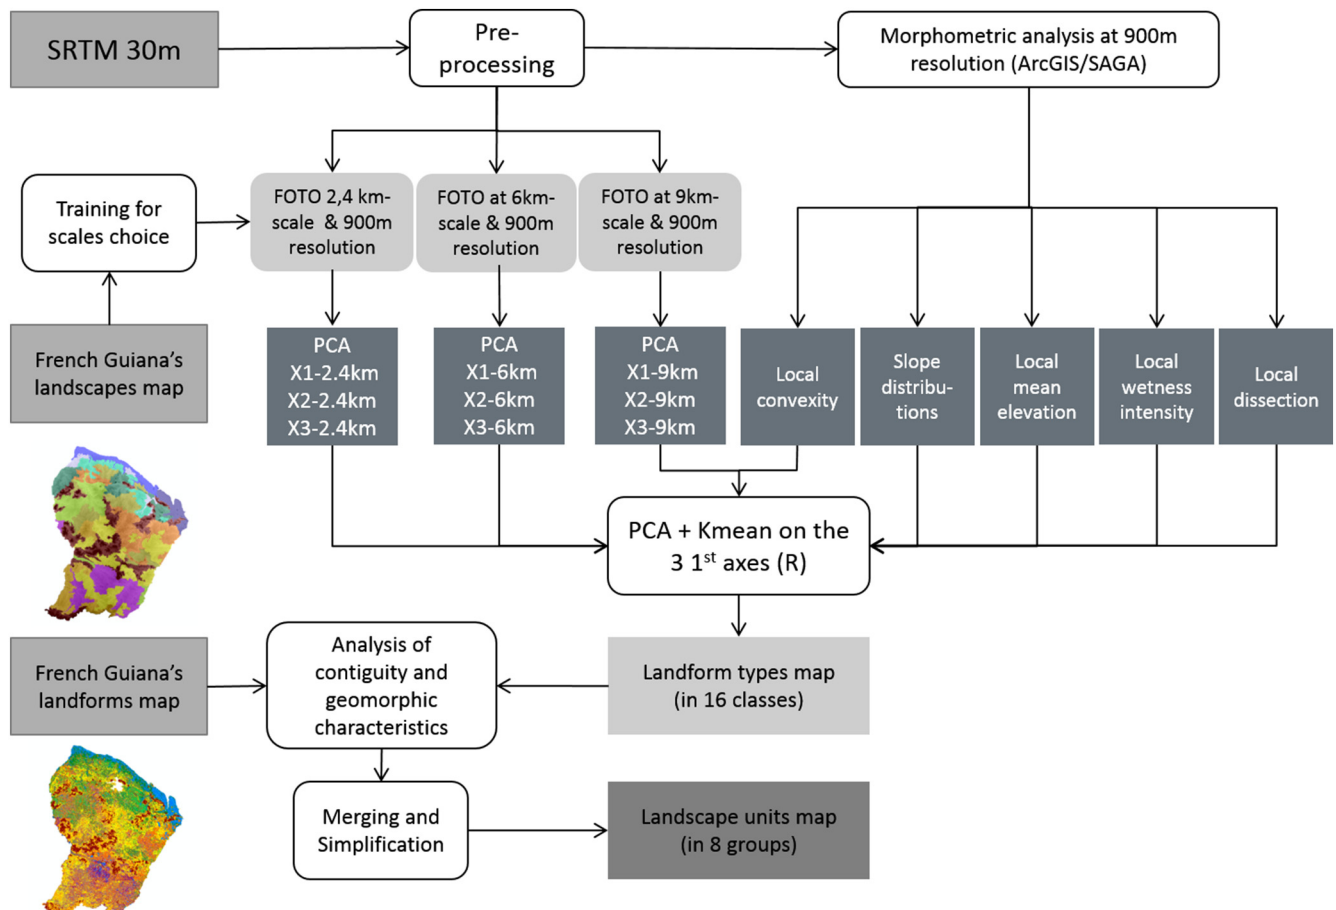 SRTM 30m
Pre-
processing
Morphometric analysis at 900m
resolution (ArcGIS/SAGA)
Training for
scales choice
FOTO 2,4 km-
scale & 900m
resolution
FOTO at 6km-
scale & 900m
resolution
FOTO at 9km-
scale & 900m
resolution
French Guiana's
landscapes map
PCA
X1-2.4km
X2-2.4km
X3-2.4km
PCA
X1-6km
X2-6km
X3-6km
PCA
X1-9km
X2-9km
X3-9km
Local
convexity
Slope
distribu-
tions
Local
mean
elevation
Local
wetness
intensity
Local
dissection
PCA + Kmean on the
3 1st axes (R)
French Guiana's
landforms map
Analysis of
contiguity and
geomorphic
characteristics
Landform types map
(in 16 classes)
Merging and
Simplification
Landscape units map
(in 8 groups)